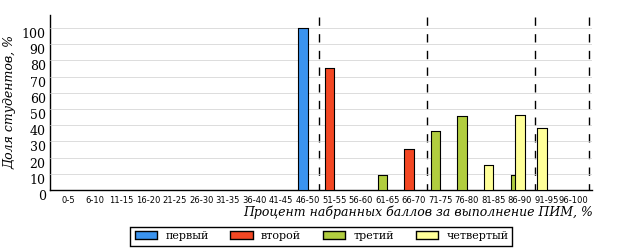 Доля студентов, %
100
90
80
70
60
50
40
30
20
10
0
0-5 6-10 11-15 16-20 21-25 26-30 31-35 36-40 41-45 46-50 51-55 56-60 61-65 66-70 71-75 76-80 81-85 86-90 91-95 96-100
Процент набранных баллов за выполнение ПИМ, %
первый второй третий четвертый